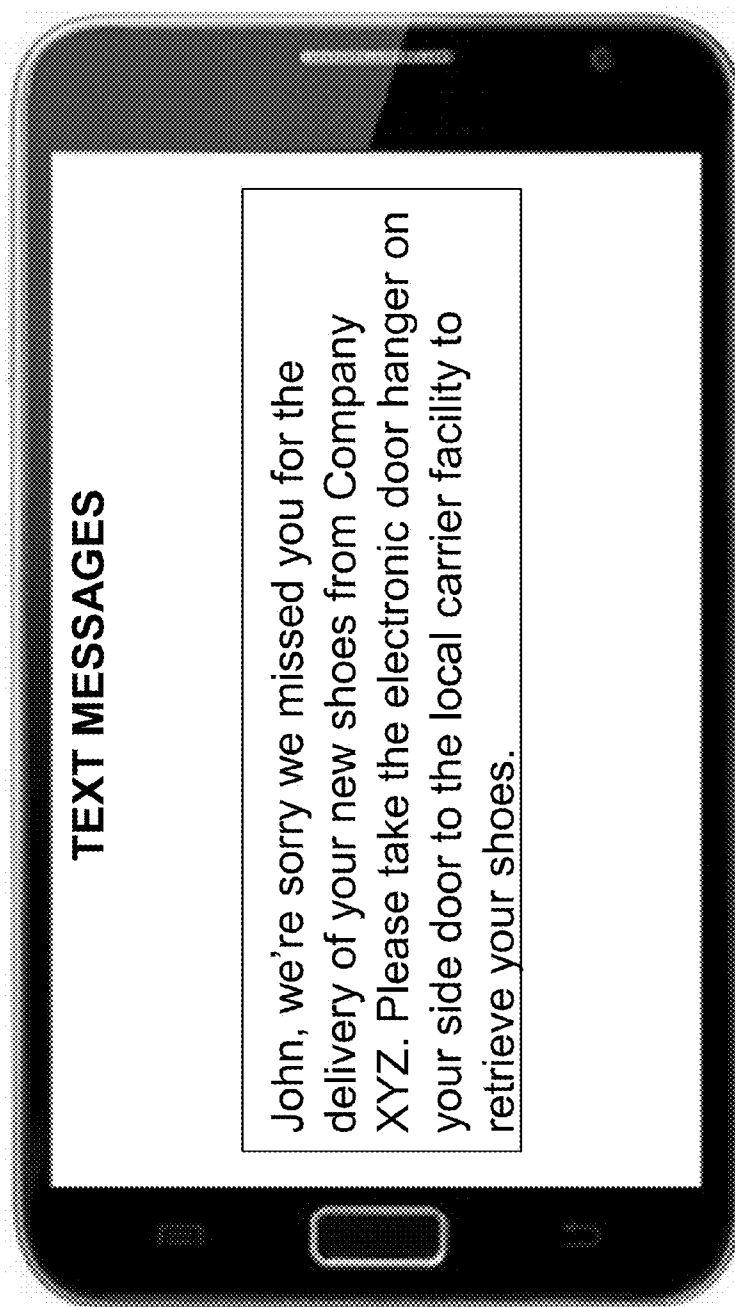 TEXT MESSAGES
John, we're sorry we missed you for the
delivery of your new shoes from Company
XYZ. Please take the electronic door hanger on
your side door to the local carrier facility to
retrieve your shoes.